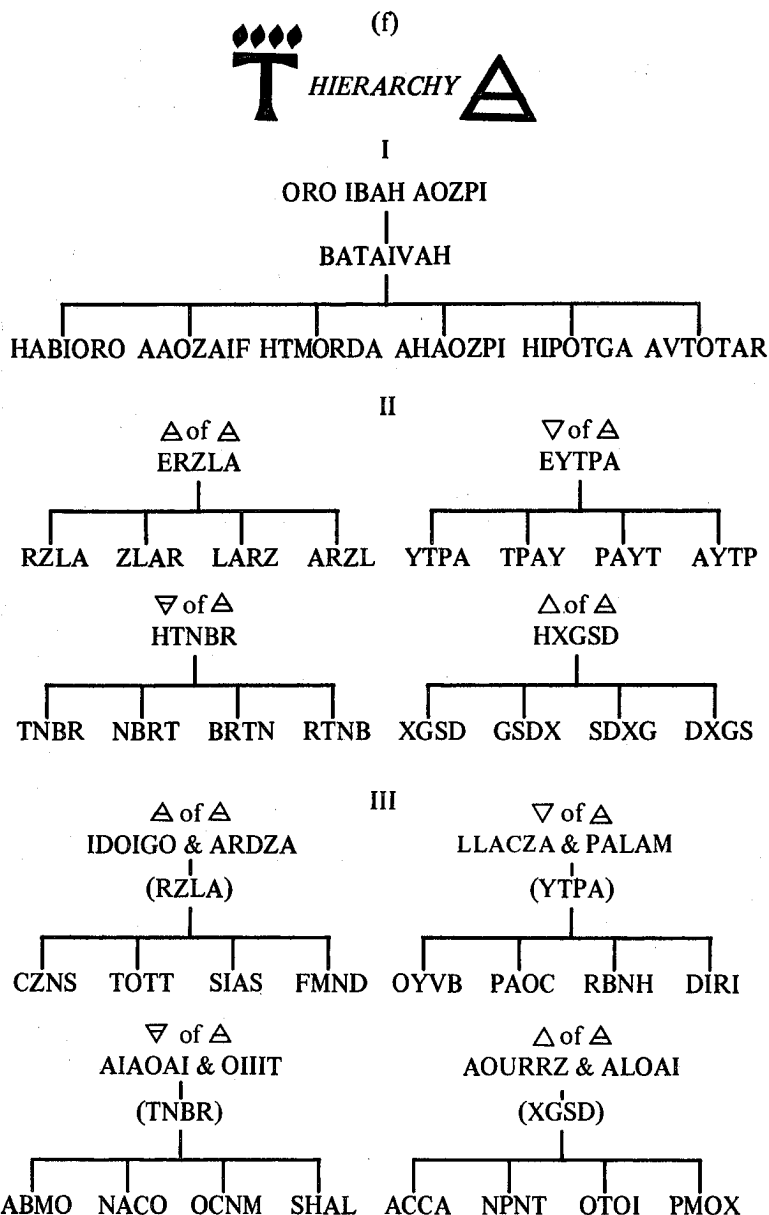 (f)
T HIERARCHY
I
ORO IBAH AOZPI
BATAIVAH
HABIORO AAOZAIF HTMORDA AHAOZPI HIPOTGA AVTOTAR
II
🜁 of 🜁 🜄 of 🜁
ERZLA EYTPA
RZLA ZLAR LARZ ARZL YTPA TPAY PAYT AYTP
🜃 of 🜁 🜂 of 🜁
HTNBR HXGSD
TNBR NBRT BRTN RTNB XGSD GSDX SDXG DXGS
III
🜁 of 🜁 🜄 of 🜁
IDOIGO & ARDZA LLACZA & PALAM
(RZLA) (YTPA)
CZNS TOTT SIAS FMND OYVB PAOC RBNH DIRI
🜃 of 🜁 🜂 of 🜁
AIAOAI & OIIIT AOURRZ & ALOAI
(TNBR) (XGSD)
ABMO NACO OCNM SHAL ACCA NPNT OTOI PMOX